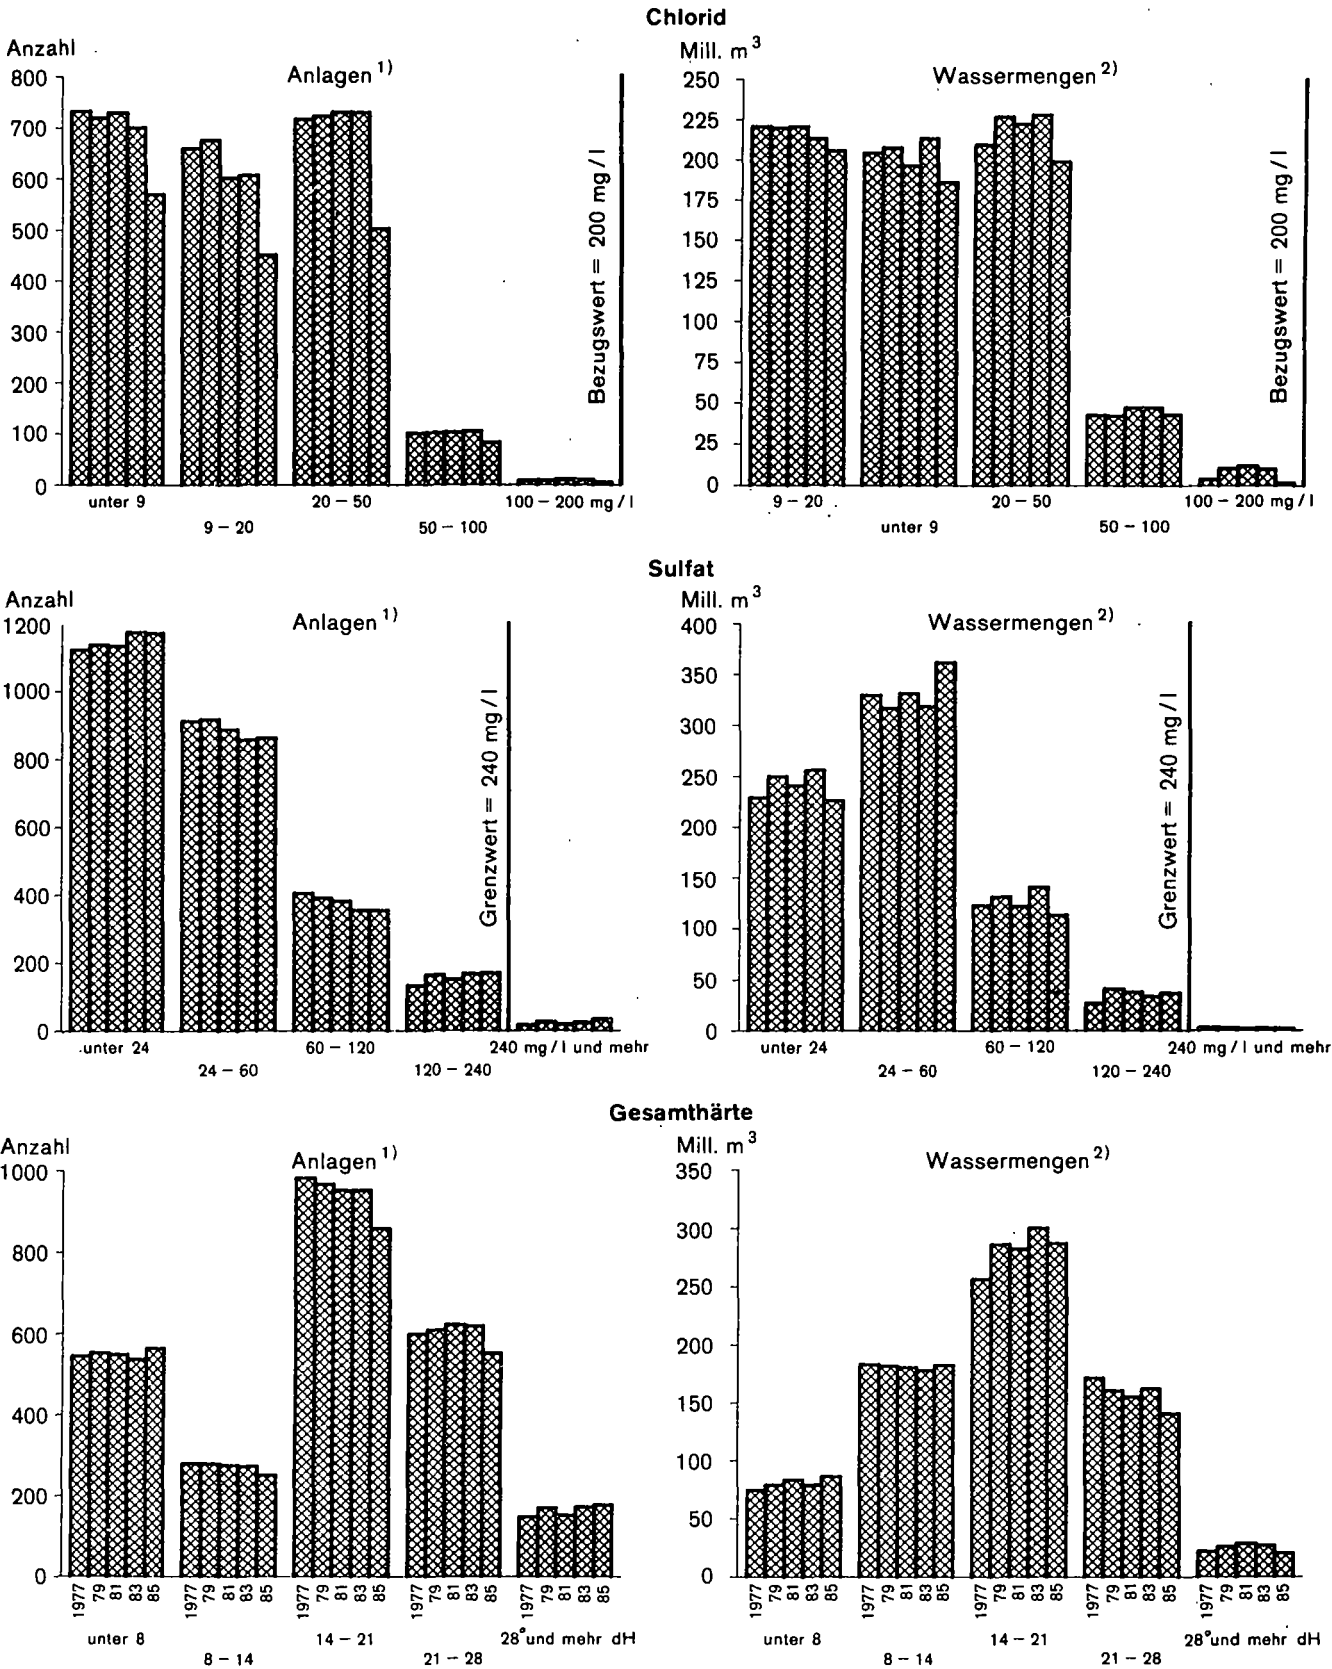 Chlorid
Anzahl
Anlagen 1)
800
700
600
500
400
300
200
100
0
Bezugswert = 200 mg/l
unter 9
9 – 20
20 – 50
50 – 100
100 – 200 mg/l
Mill. m3
Wassermengen 2)
250
225
200
175
150
125
100
75
50
25
0
Bezugswert = 200 mg/l
9 – 20
unter 9
20 – 50
50 – 100
100 – 200 mg/l
Sulfat
Anzahl
Anlagen 1)
1200
1000
800
600
400
200
0
Grenzwert = 240 mg/l
unter 24
24 – 60
60 – 120
120 – 240
240 mg/l und mehr
Mill. m3
Wassermengen 2)
400
350
300
250
200
150
100
50
0
Grenzwert = 240 mg/l
unter 24
24 – 60
60 – 120
120 – 240
240 mg/l und mehr
Gesamthärte
Anzahl
Anlagen 1)
1000
800
600
400
200
0
1977 79 81 83 85
1977 79 81 83 85
1977 79 81 83 85
1977 79 81 83 85
1977 79 81 83 85
unter 8
8 – 14
14 – 21
21 – 28
28° und mehr dH
Mill. m3
Wassermengen 2)
350
300
250
200
150
100
50
0
1977 79 81 83 85
1977 79 81 83 85
1977 79 81 83 85
1977 79 81 83 85
1977 79 81 83 85
unter 8
8 – 14
14 – 21
21 – 28
28° und mehr dH